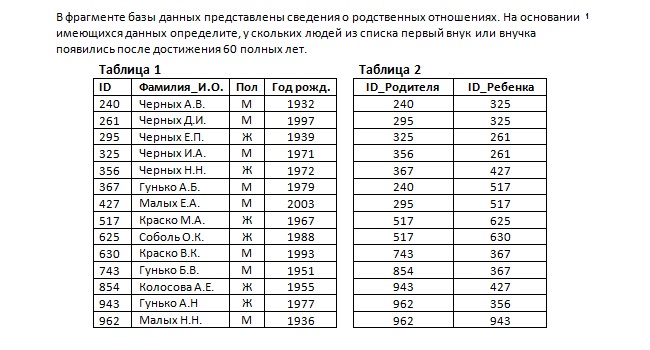 В фрагменте базы данных представлены сведения о родственных отношениях. На основании 1
имеющихся данных определите, у скольких людей из списка первый внук или внучка
появились после достижения 60 полных лет.
Таблица 1
ID Фамилия_И.О. Пол Год рожд.
240 Черных А.В. М 1932
261 Черных Д.И. М 1997
295 Черных Е.П. Ж 1939
325 Черных И.А. М 1971
356 Черных Н.Н. Ж 1972
367 Гунько А.Б. М 1979
427 Малых Е.А. М 2003
517 Краско М.А. Ж 1967
625 Соболь О.К. Ж 1988
630 Краско В.К. М 1993
743 Гунько Б.В. М 1951
854 Колосова А.Е. Ж 1955
943 Гунько А.Н Ж 1977
962 Малых Н.Н. М 1936
Таблица 2
ID_Родителя ID_Ребенка
240 325
295 325
325 261
356 261
367 427
240 517
295 517
517 625
517 630
743 367
854 367
943 427
962 356
962 943